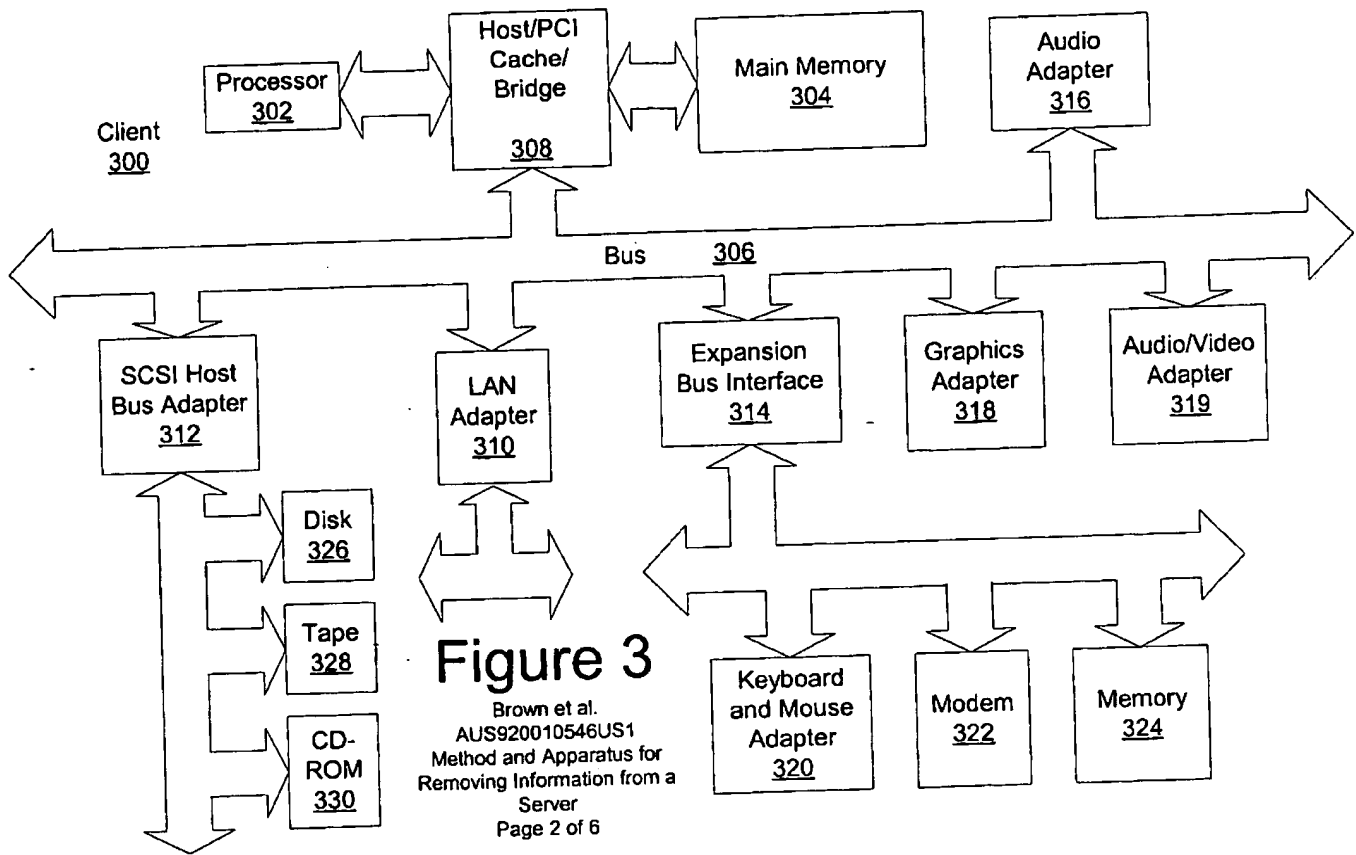 Host/PCI
Cache/
Bridge
308
Processor
302
Main Memory
304
Audio
Adapter
316
Client
300
Bus 306
SCSI Host
Bus Adapter
312
LAN
Adapter
310
Expansion
Bus Interface
314
Graphics
Adapter
318
Audio/Video
Adapter
319
Disk
326
Tape
328
CD-
ROM
330
Keyboard
and Mouse
Adapter
320
Modem
322
Memory
324
Figure 3
Brown et al.
AUS920010546US1
Method and Apparatus for
Removing Information from a
Server
Page 2 of 6